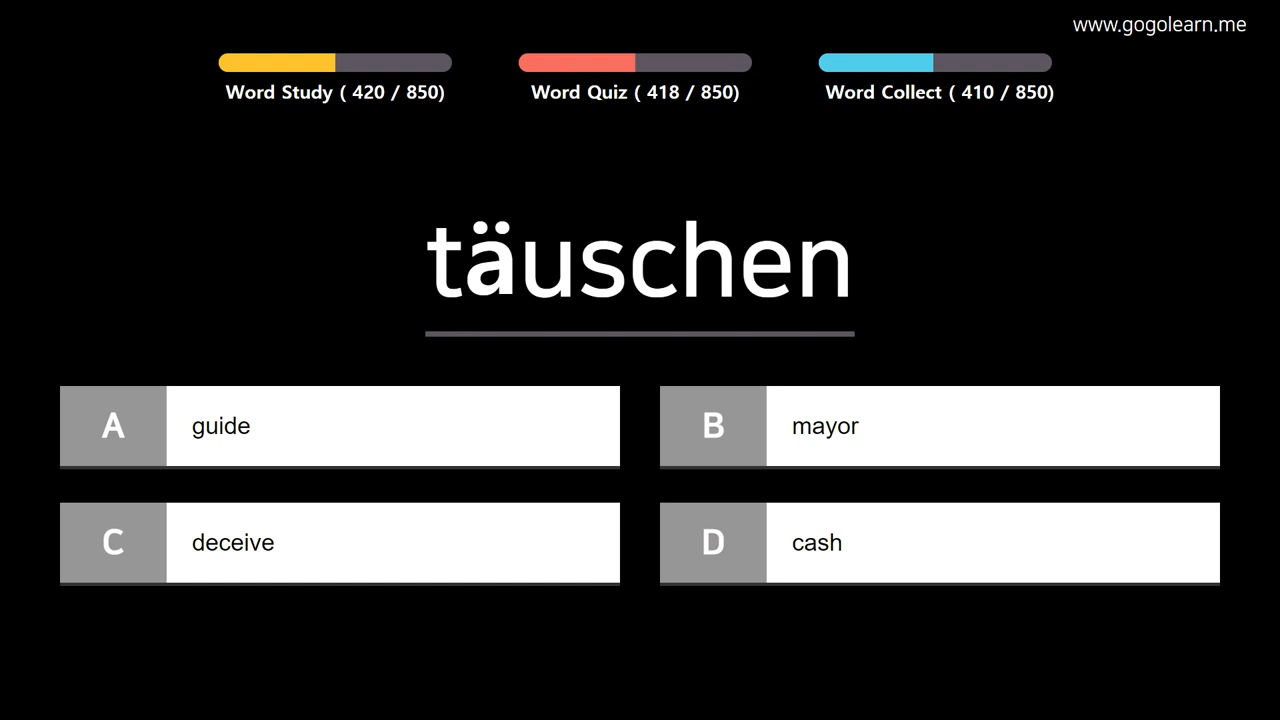 www.gogolearn.me
Word Study ( 420 / 850)
Word Quiz ( 418 / 850)
Word Collect ( 410 / 850)
täuschen
A guide
B mayor
C deceive
D cash